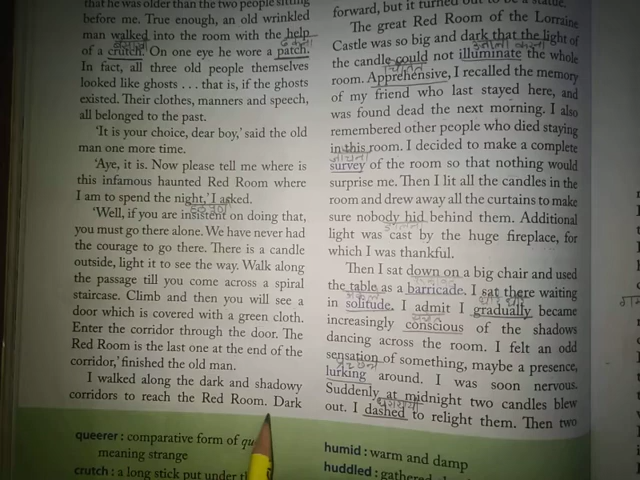 that he was older than the two people sitting
before me. True enough, an old wrinkled
man walked into the room with the help
of a crutch. On one eye he wore a patch.
In fact, all three old people themselves
looked like ghosts . . . that is, if the ghosts
existed. Their clothes, manners and speech,
all belonged to the past.
'It is your choice, dear boy,' said the old
man one more time.
'Aye, it is. Now please tell me where is
this infamous haunted Red Room where
I am to spend the night,' I asked.
'Well, if you are insistent on doing that,
you must go there alone. We have never had
the courage to go there. There is a candle
outside, light it to see the way. Walk along
the passage till you come across a spiral
staircase. Climb and then you will see a
door which is covered with a green cloth.
Enter the corridor through the door. The
Red Room is the last one at the end of the
corridor,' finished the old man.
I walked along the dark and shadowy
corridors to reach the Red Room. Dark
queerer : comparative form of
meaning strange
crutch : a long stick put under
forward, but it turned out to be a statue.
The great Red Room of the Lorraine
Castle was so big and dark that the light of
the candle could not illuminate the whole
room. Apprehensive, I recalled the memory
of my friend who last stayed here, and
was found dead the next morning. I also
remembered other people who died staying
in this room. I decided to make a complete
survey of the room so that nothing would
surprise me. Then I lit all the candles in the
room and drew away all the curtains to make
sure nobody hid behind them. Additional
light was cast by the huge fireplace, for
which I was thankful.
Then I sat down on a big chair and used
the table as a barricade. I sat there waiting
in solitude. I admit I gradually became
increasingly conscious of the shadows
dancing across the room. I felt an odd
sensation of something, maybe a presence,
lurking around. I was soon nervous.
Suddenly at midnight two candles blew
out. I dashed to relight them. Then two
humid : warm and damp
huddled : gathered